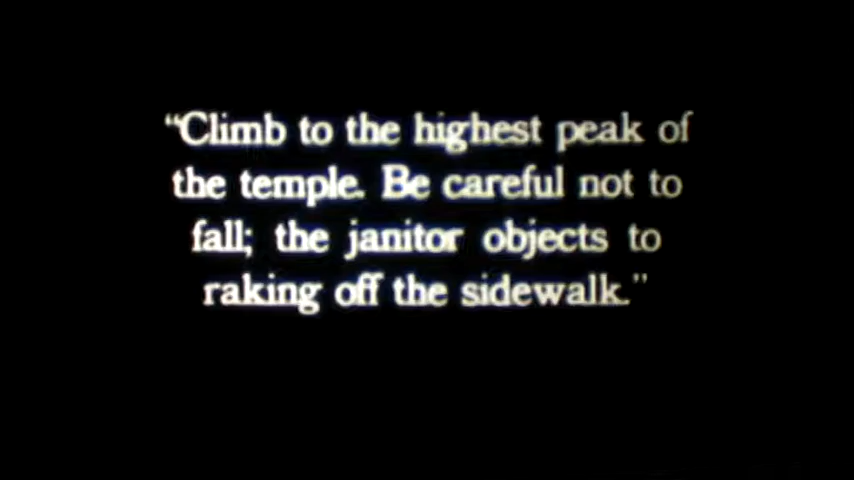 “Climb to the highest peak of
the temple. Be careful not to
fall; the janitor objects to
raking off the sidewalk.”